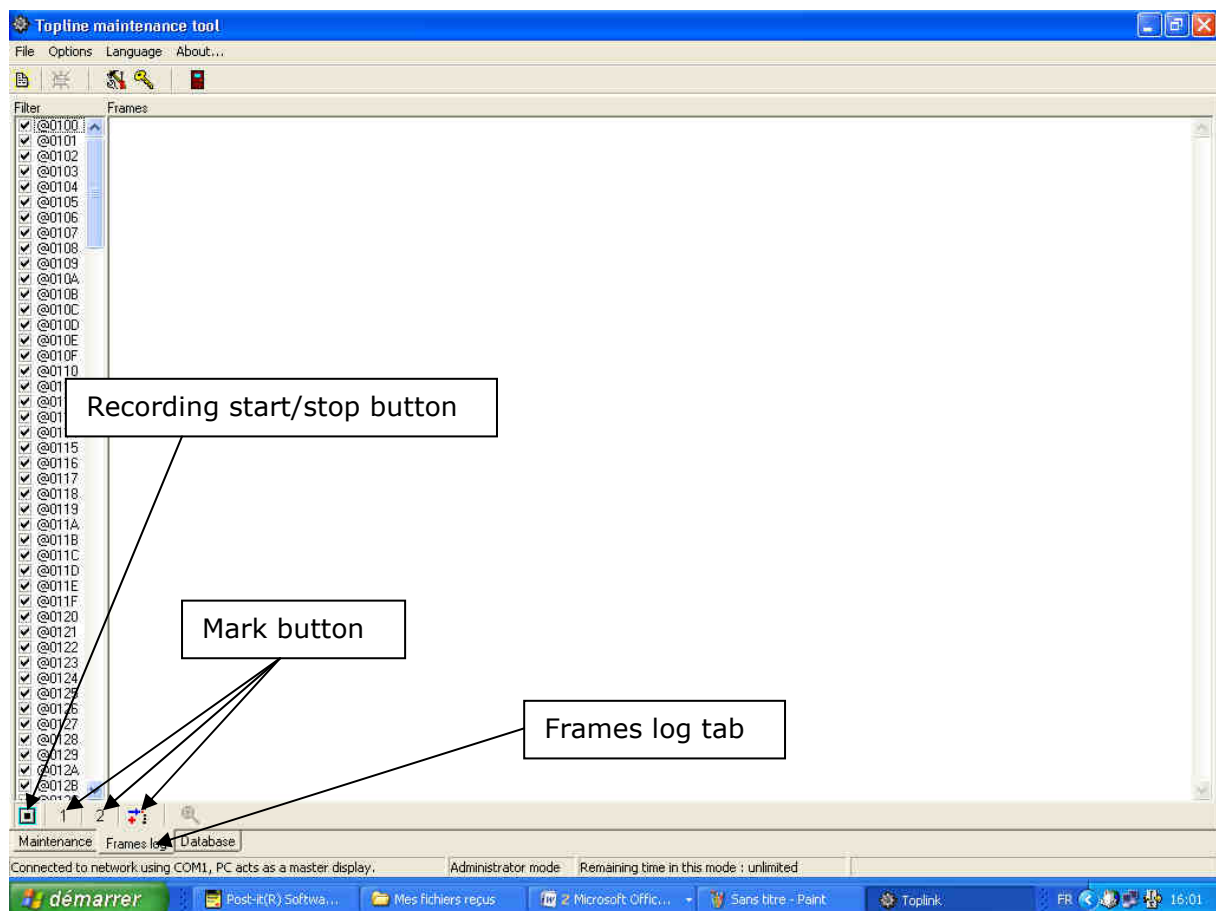 Topline maintenance tool
File Options Language About...
Filter Frames
@0100
@0101
@0102
@0103
@0104
@0105
@0106
@0107
@0108
@0109
@010A
@010B
@010C
@010D
@010E
@010F
@0110
Recording start/stop button
@0115
@0116
@0117
@0118
@0119
@011A
@011B
@011C
@011D
@011E
@011F
@0120
@0121
@0122
@0123
@0124
@0125
@0126
@0127
@0128
@0129
@012A
@012B
Mark button
Frames log tab
1 2
Maintenance Frames log Database
Connected to network using COM1, PC acts as a master display. Administrator mode Remaining time in this mode : unlimited
démarrer Post-it(R) Softwa... Mes fichiers reçus 2 Microsoft Offic... Sans titre - Paint Toplink FR 16:01